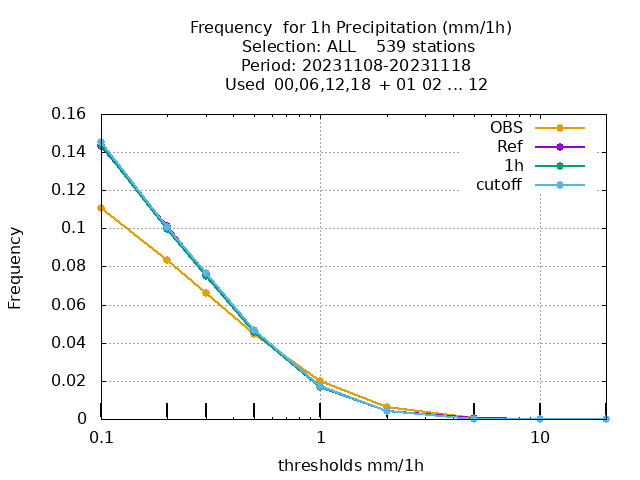 Frequency  for 1h Precipitation (mm/1h)
Selection: ALL    539 stations
Period: 20231108-20231118
Used  00,06,12,18  + 01 02 ... 12
0.16
0.14
0.12
0.1
0.08
0.06
0.04
0.02
0
Frequency
OBS
Ref
1h
cutoff
0.1 1 10
thresholds mm/1h